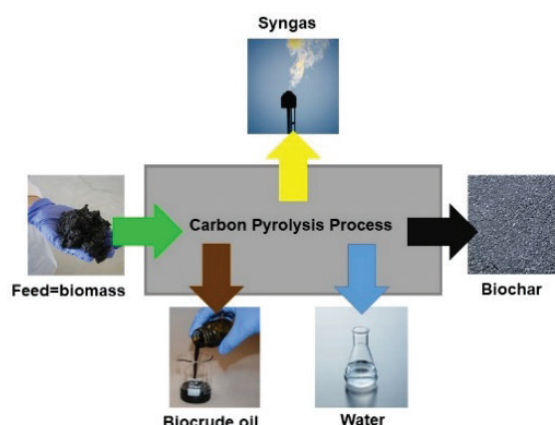 Syngas
Carbon Pyrolysis Process
Feed=biomass
Biochar
Biocrude oil
Water